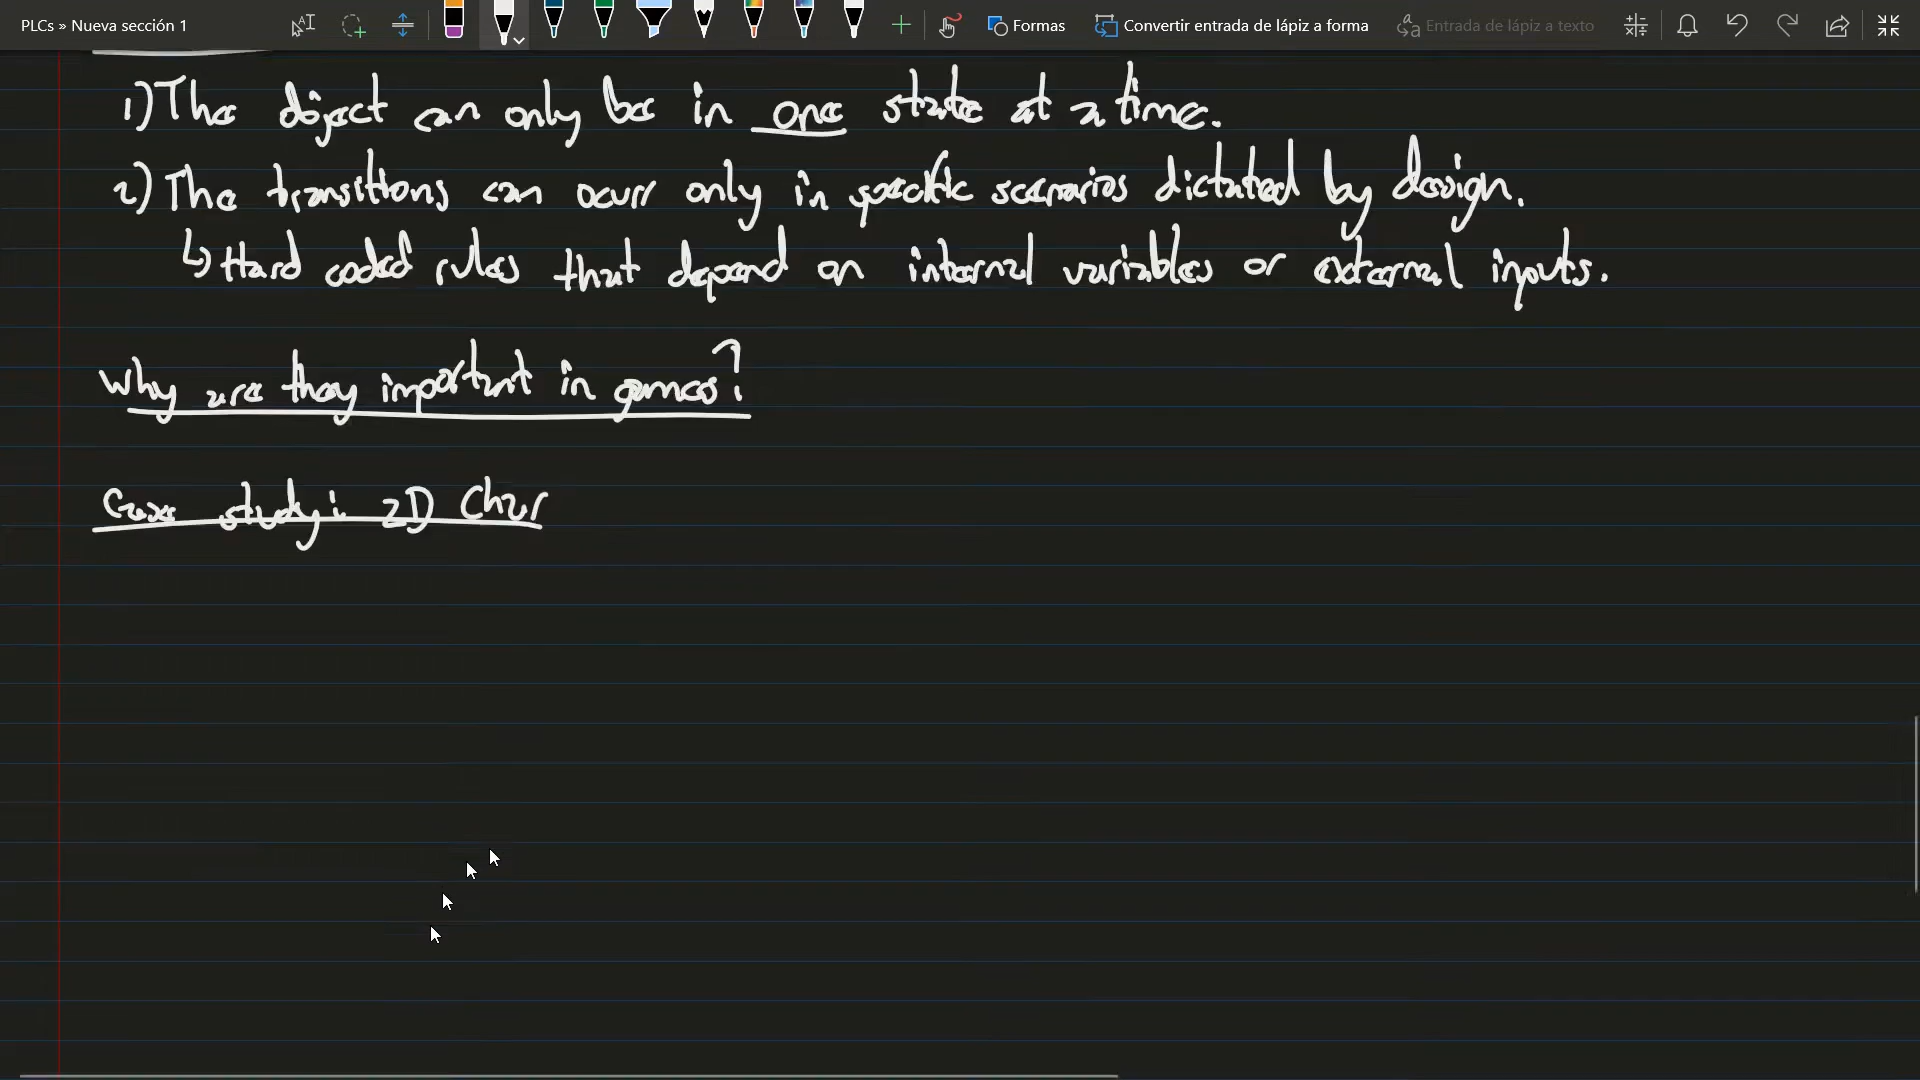 PLCs » Nueva sección 1 Formas Convertir entrada de lápiz a forma Entrada de lápiz a texto
1) The object can only be in one state at a time.
2) The transitions can ocurr only in specific scenarios dictated by design.
↳ Hard coded rules that depend on internal variables or external inputs.
Why are they important in games?
Case study: 2D Char